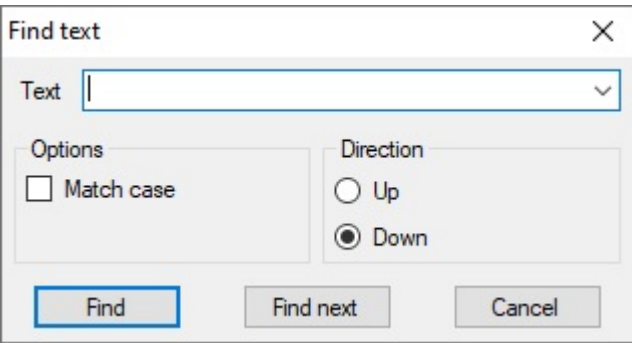 Find text
Text
Options
Match case
Direction
Up
Down
Find
Find next
Cancel